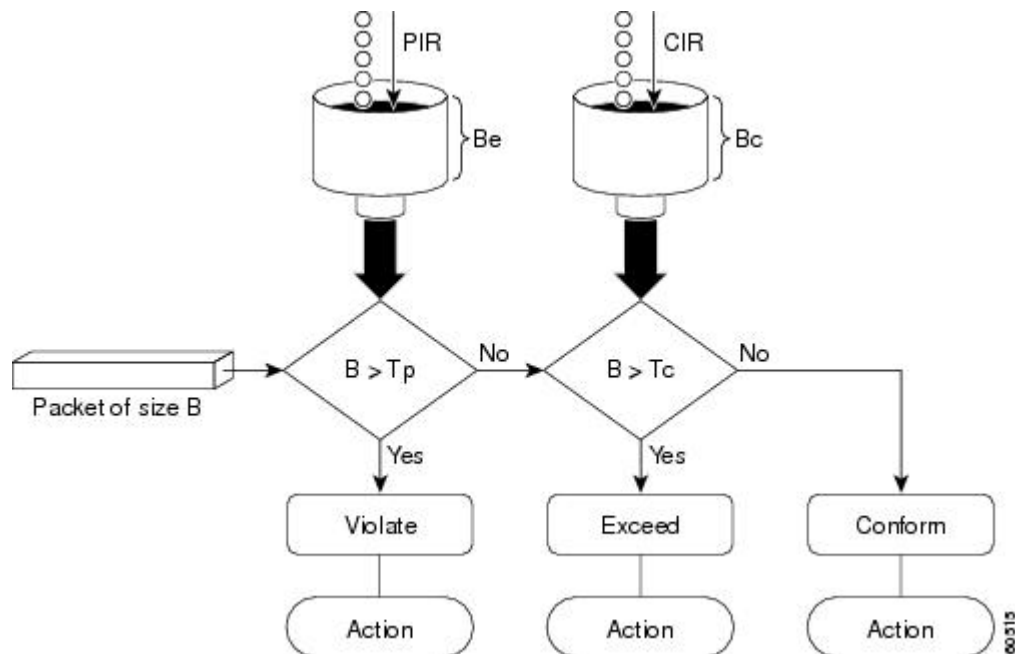 PIR
CIR
Be
Bc
B > Tp
No
B > Tc
No
Packet of size B
Yes
Yes
Violate
Exceed
Conform
Action
Action
Action
60515